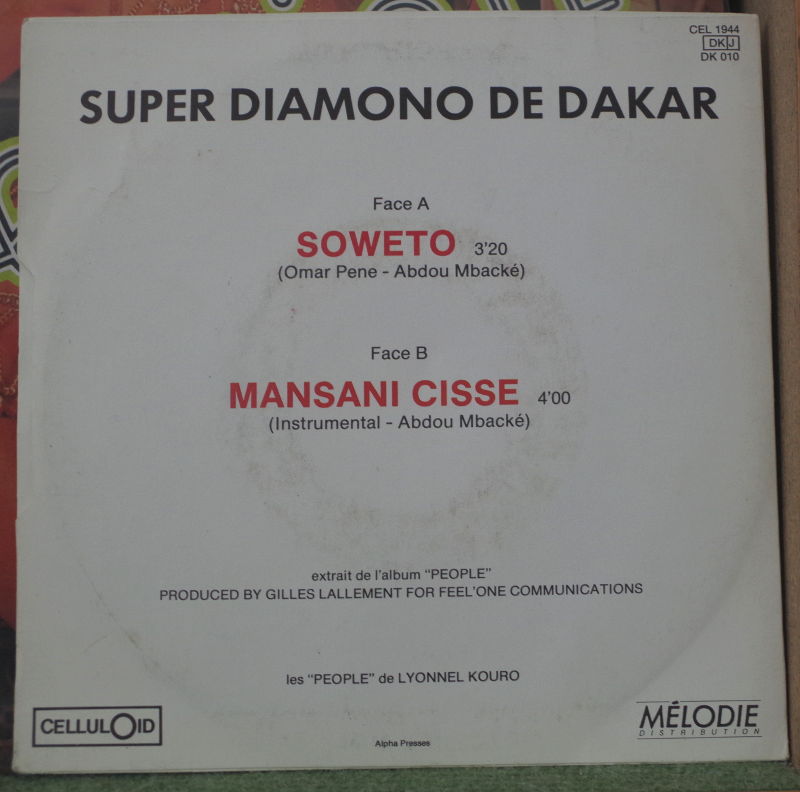 CEL 1944
DKJ
DK 010
SUPER DIAMONO DE DAKAR
Face A
SOWETO 3'20
(Omar Pene - Abdou Mbacké)
Face B
MANSANI CISSE 4'00
(Instrumental - Abdou Mbacké)
extrait de l'album "PEOPLE"
PRODUCED BY GILLES LALLEMENT FOR FEEL'ONE COMMUNICATIONS
les "PEOPLE" de LYONNEL KOURO
CELLULOID
MÉLODIE
DISTRIBUTION
Alpha Presses